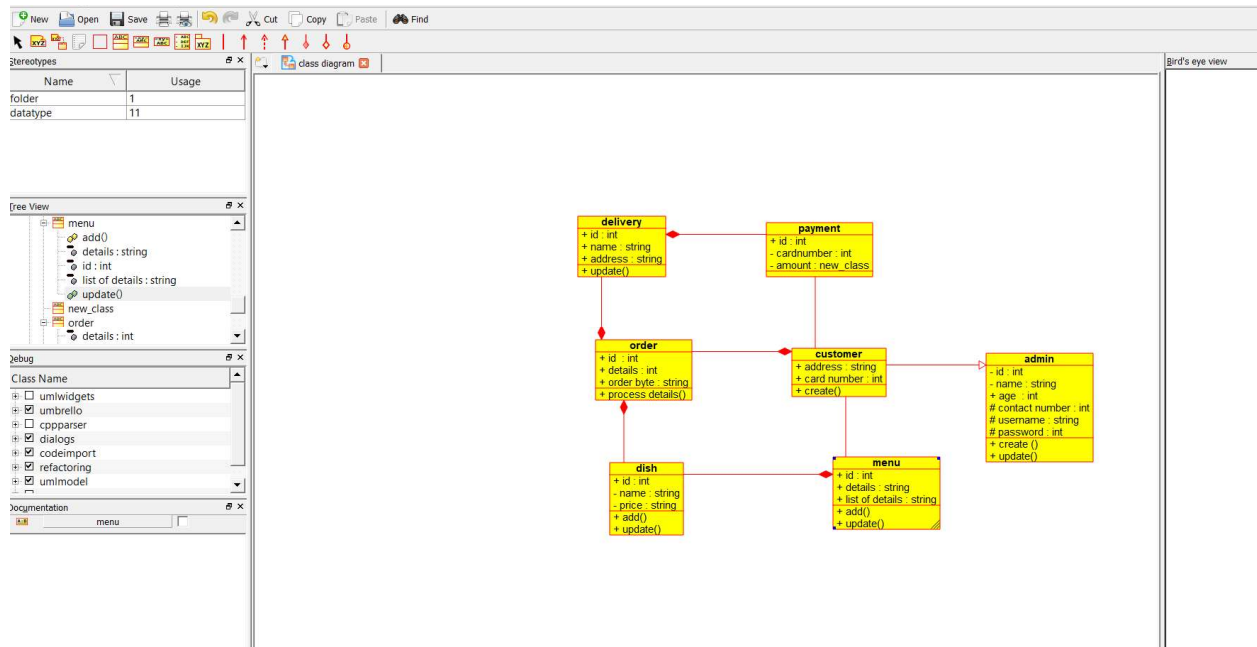 New Open Save Cut Copy Paste Find
Stereotypes
Name Usage
folder 1
datatype 11
Tree View
menu
add()
details : string
id : int
list of details : string
update()
new_class
order
details : int
Debug
Class Name
umlwidgets
umbrello
cppparser
dialogs
codeimport
refactoring
umlmodel
Documentation
menu
class diagram
delivery
+ id : int
+ name : string
+ address : string
+ update()
payment
+ id : int
- cardnumber : int
- amount : new_class
order
+ id : int
+ details : int
+ order byte : string
+ process details()
customer
+ address : string
+ card number : int
+ create()
admin
- id : int
- name : string
+ age : int
# contact number : int
# username : string
# password : int
+ create ()
+ update()
dish
+ id : int
- name : string
- price : string
+ add()
+ update()
menu
+ id : int
+ details : string
+ list of details : string
+ add()
+ update()
Bird's eye view